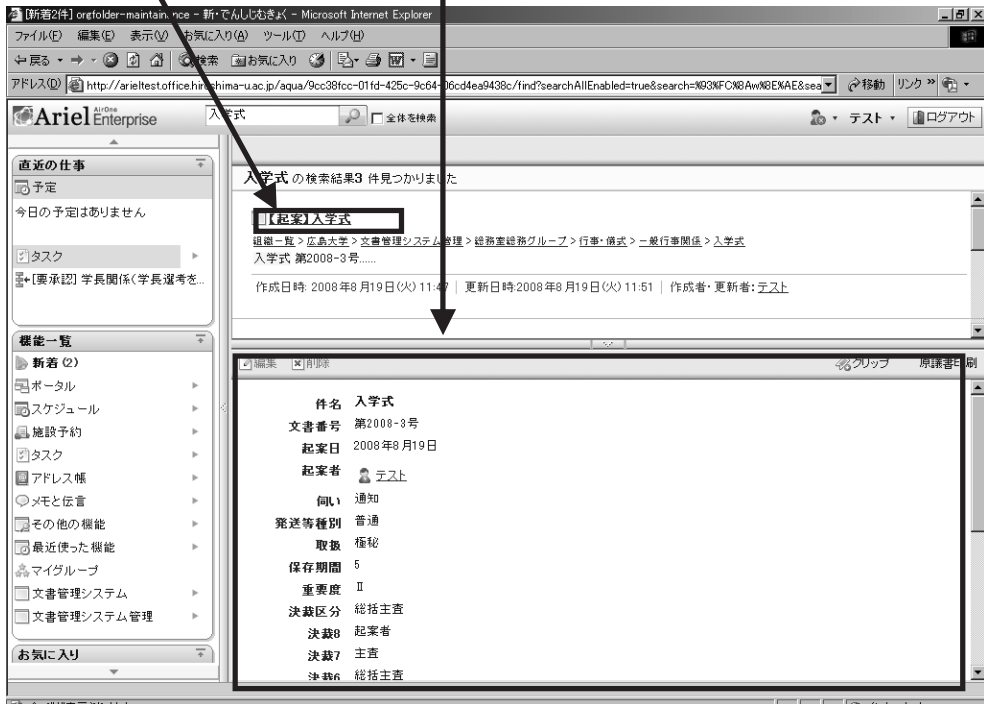 [新着2件] orgfolder-maintainance - 新・でんしじむきょく - Microsoft Internet Explorer
ファイル(F) 編集(E) 表示(V) お気に入り(A) ツール(T) ヘルプ(H)
戻る 検索 お気に入り
アドレス(D) http://arieltest.office.hiroshima-u.ac.jp/aqua/9cc38fcc-01fd-425c-9c64-06cd4ea9438c/find?searchAllEnabled=true&search=%93%FC%8Aw%8E%AE&sea 移動 リンク »
Ariel AirOne Enterprise 入学式 全体を検索 テスト ログアウト
直近の仕事
予定
今日の予定はありません
タスク
[要承認] 学長関係(学長選考を...
機能一覧
新着 (2)
ポータル
スケジュール
施設予約
タスク
アドレス帳
メモと伝言
その他の機能
最近使った機能
マイグループ
文書管理システム
文書管理システム管理
お気に入り
入学式 の検索結果3 件見つかりました
【起案】入学式
組織一覧 > 広島大学 > 文書管理システム管理 > 総務室総務グループ > 行事・儀式 > 一般行事関係 > 入学式
入学式 第2008-3号......
作成日時: 2008年8月19日(火) 11:47 | 更新日時:2008年8月19日(火) 11:51 | 作成者・更新者: テスト
編集 削除 クリップ 原議書印刷
件名 入学式
文書番号 第2008-3号
起案日 2008年8月19日
起案者 テスト
伺い 通知
発送等種別 普通
取扱 極秘
保存期間 5
重要度 Ⅱ
決裁区分 総括主査
決裁8 起案者
決裁7 主査
決裁6 総括主査